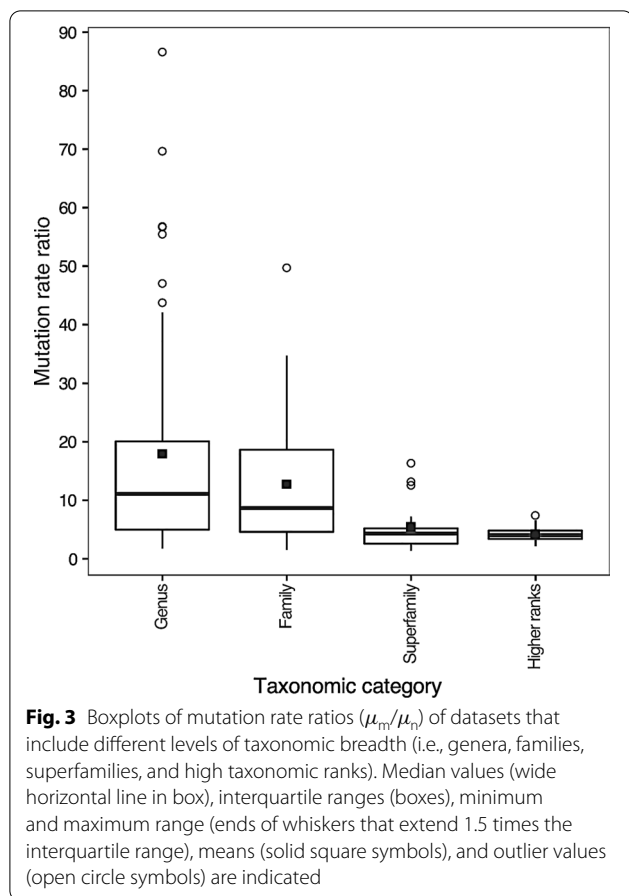 90
80
70
60
50
40
30
20
10
0
Mutation rate ratio
Genus
Family
Superfamily
Higher ranks
Taxonomic category
Fig. 3 Boxplots of mutation rate ratios (μm/μn) of datasets that
include different levels of taxonomic breadth (i.e., genera, families,
superfamilies, and high taxonomic ranks). Median values (wide
horizontal line in box), interquartile ranges (boxes), minimum
and maximum range (ends of whiskers that extend 1.5 times the
interquartile range), means (solid square symbols), and outlier values
(open circle symbols) are indicated